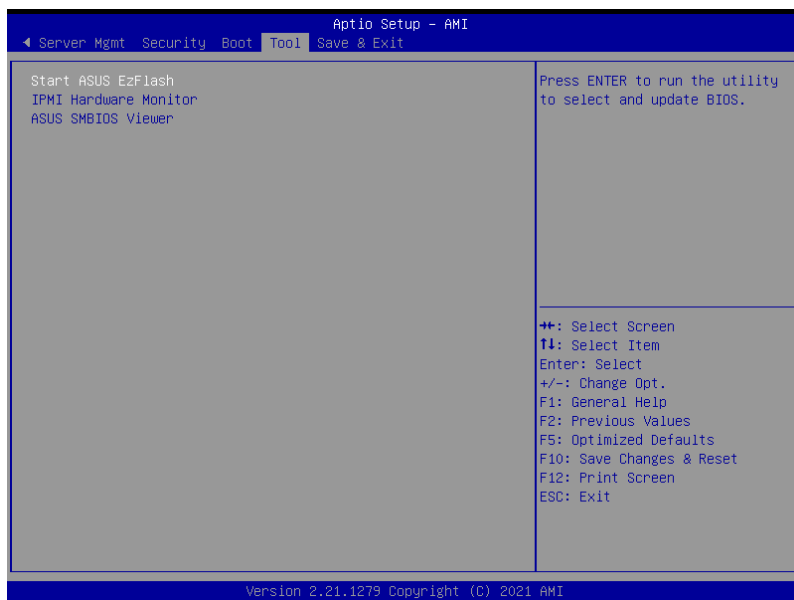 Aptio Setup – AMI
◄ Server Mgmt Security Boot Tool Save & Exit
Start ASUS EzFlash
IPMI Hardware Monitor
ASUS SMBIOS Viewer
Press ENTER to run the utility
to select and update BIOS.
→←: Select Screen
↑↓: Select Item
Enter: Select
+/-: Change Opt.
F1: General Help
F2: Previous Values
F5: Optimized Defaults
F10: Save Changes & Reset
F12: Print Screen
ESC: Exit
Version 2.21.1279 Copyright (C) 2021 AMI